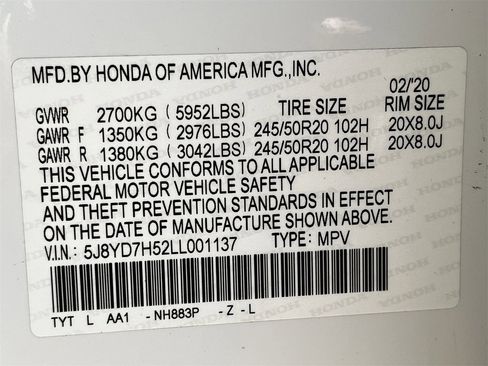 MFD.BY HONDA OF AMERICA MFG.,INC.
02/'20
GVWR 2700KG (5952LBS) TIRE SIZE RIM SIZE
GAWR F 1350KG (2976LBS) 245/50R20 102H 20X8.0J
GAWR R 1380KG (3042LBS) 245/50R20 102H 20X8.0J
THIS VEHICLE CONFORMS TO ALL APPLICABLE
FEDERAL MOTOR VEHICLE SAFETY
AND THEFT PREVENTION STANDARDS IN EFFECT
ON THE DATE OF MANUFACTURE SHOWN ABOVE.
V.I.N: 5J8YD7H52LL001137 TYPE: MPV
TYT L AA1 -NH883P -Z-L